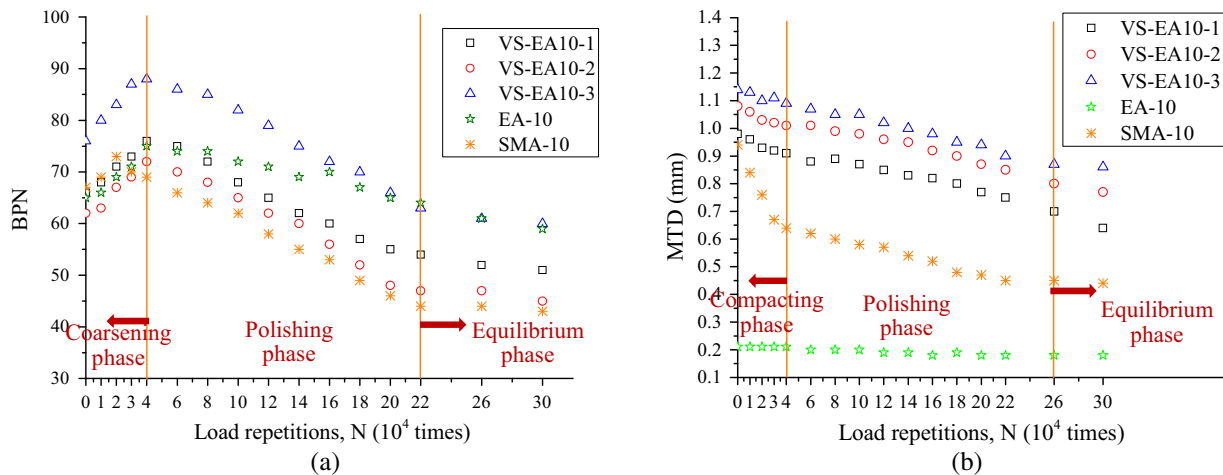 BPN
100
90
80
70
60
50
40
30
VS-EA10-1
VS-EA10-2
VS-EA10-3
EA-10
SMA-10
Coarsening
phase
Polishing
phase
Equilibrium
phase
0 1 2 3 4 6 8 10 12 14 16 18 20 22 26 30
Load repetitions, N (10⁴ times)
(a)
MTD (mm)
1.4
1.3
1.2
1.1
1.0
0.9
0.8
0.7
0.6
0.5
0.4
0.3
0.2
0.1
VS-EA10-1
VS-EA10-2
VS-EA10-3
EA-10
SMA-10
Compacting
phase
Polishing
phase
Equilibrium
phase
0 1 2 3 4 6 8 10 12 14 16 18 20 22 26 30
Load repetitions, N (10⁴ times)
(b)